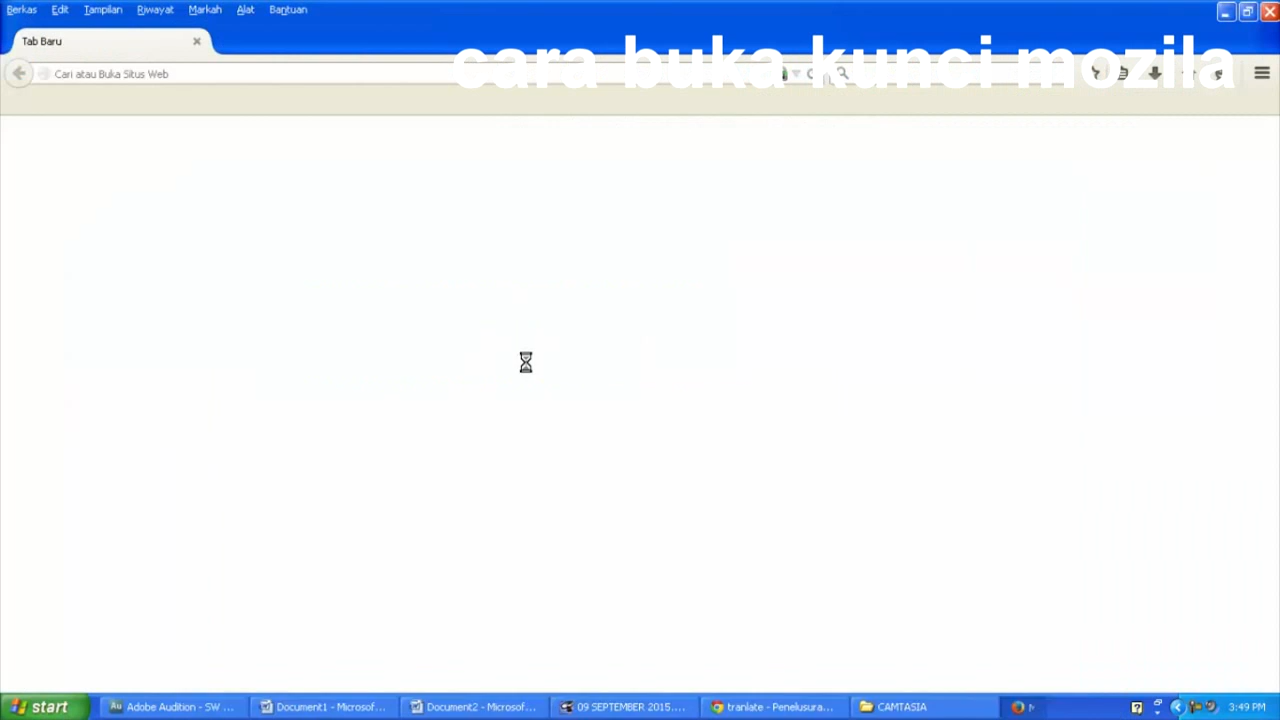 Berkas Edit Tampilan Riwayat Markah Alat Bantuan
Tab Baru
cara buka kunci mozila
Cari atau Buka Situs Web
start
Adobe Audition - SW ...
Document1 - Microsof...
Document2 - Microsof...
09 SEPTEMBER 2015....
tranlate - Penelusura...
CAMTASIA
3:49 PM